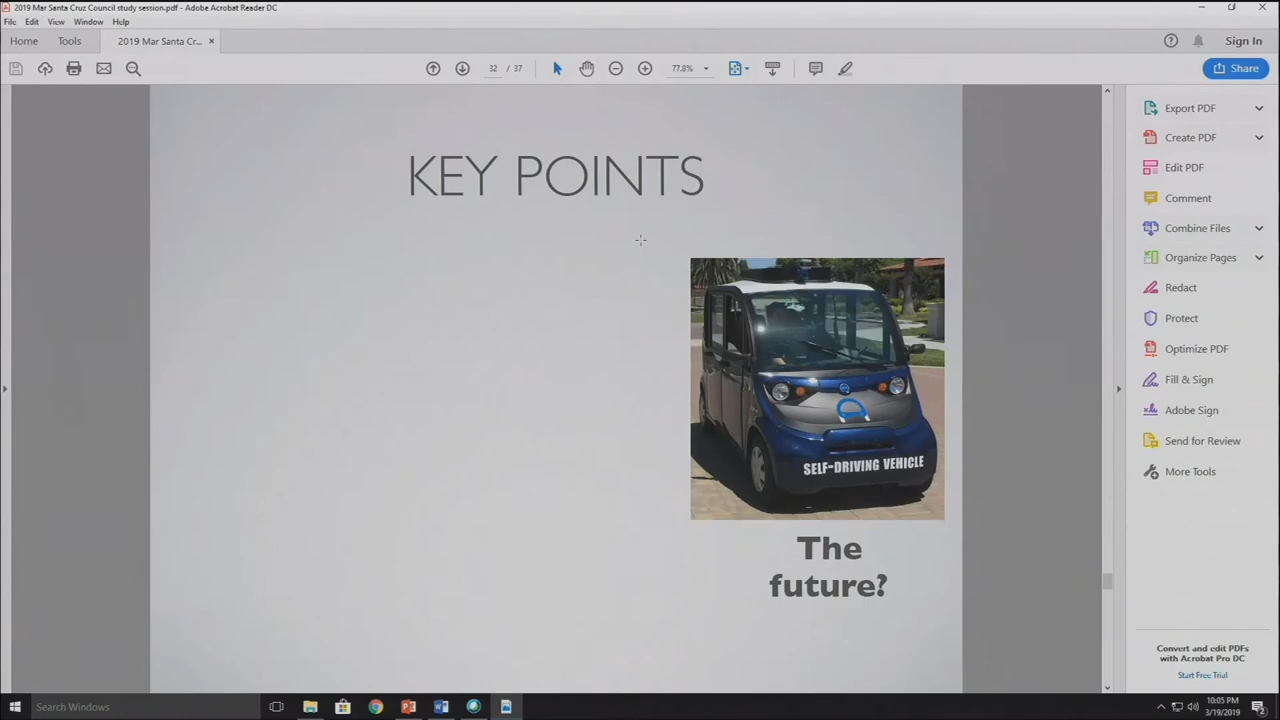 2019 Mar Santa Cruz Council study session.pdf - Adobe Acrobat Reader DC
File Edit View Window Help
Home Tools 2019 Mar Santa Cr... × Sign In
32 / 37 77.8% Share
KEY POINTS
SELF-DRIVING VEHICLE
The
future?
Export PDF
Create PDF
Edit PDF
Comment
Combine Files
Organize Pages
Redact
Protect
Optimize PDF
Fill & Sign
Adobe Sign
Send for Review
More Tools
Convert and edit PDFs
with Acrobat Pro DC
Start Free Trial
Search Windows
10:05 PM
3/19/2019